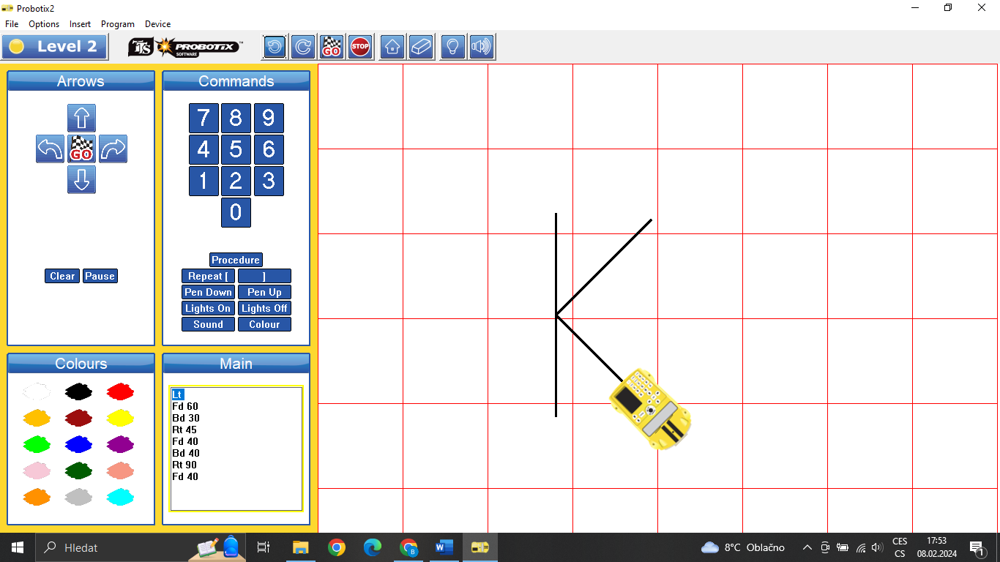 Probotix2
File Options Insert Program Device
Level 2
TTS PROBOTIX™
SOFTWARE
GO STOP
Arrows
GO
Clear Pause
Commands
7 8 9
4 5 6
1 2 3
0
Procedure
Repeat [ ]
Pen Down Pen Up
Lights On Lights Off
Sound Colour
Colours
Main
Lt
Fd 60
Bd 30
Rt 45
Fd 40
Bd 40
Rt 90
Fd 40
Hledat
B
W
8°C Oblačno
CES
CS
17:53
08.02.2024
1